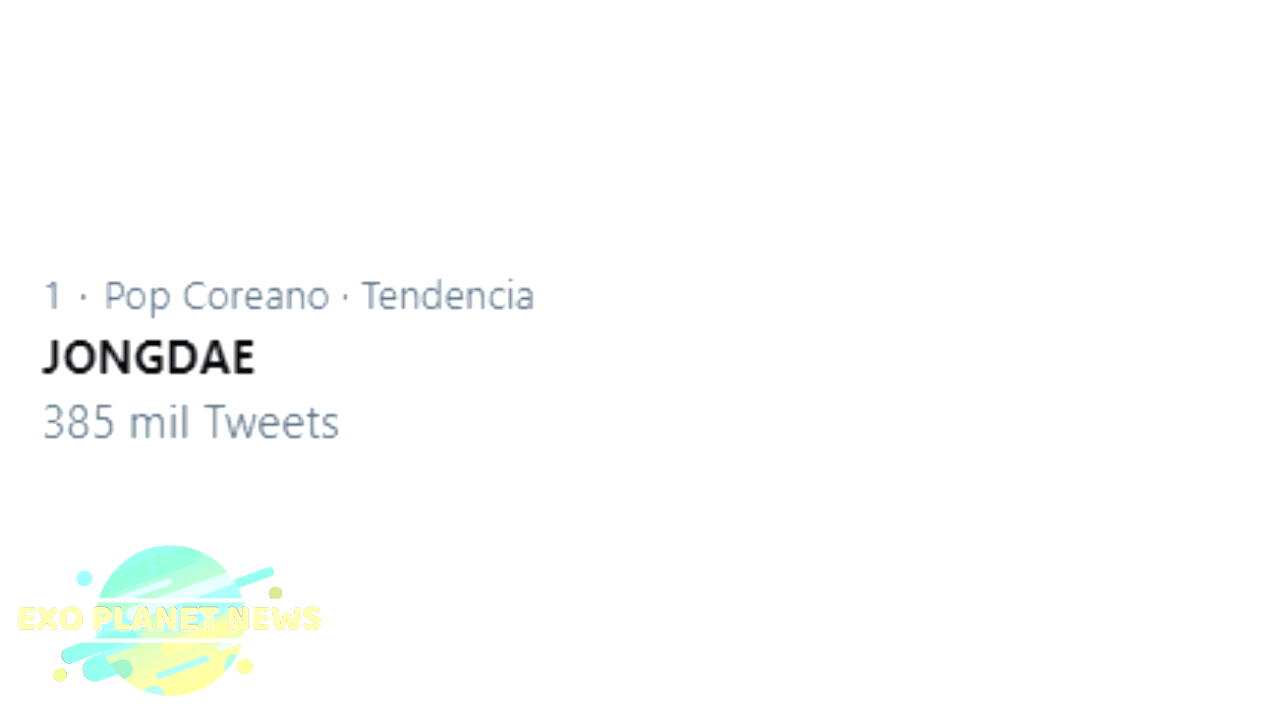 1 · Pop Coreano · Tendencia
JONGDAE
385 mil Tweets
EXO PLANET NEWS